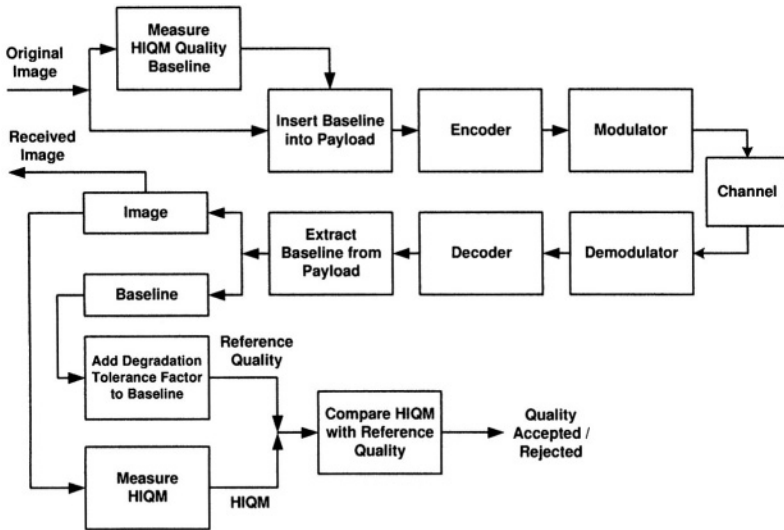 Measure
HIQM Quality
Baseline
Original
Image
Insert Baseline
into Payload
Encoder
Modulator
Received
Image
Channel
Image
Extract
Baseline from
Payload
Decoder
Demodulator
Baseline
Reference
Quality
Add Degradation
Tolerance Factor
to Baseline
Compare HIQM
with Reference
Quality
Quality
Accepted /
Rejected
Measure
HIQM
HIQM